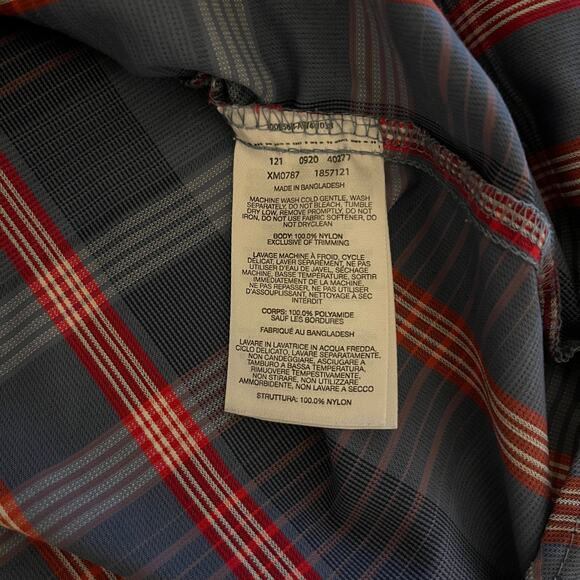 121 0920 40277
XM0787 1857121
MADE IN BANGLADESH
MACHINE WASH COLD GENTLE, WASH
SEPARATELY, DO NOT BLEACH, TUMBLE
DRY LOW, REMOVE PROMPTLY, DO NOT
IRON, DO NOT USE FABRIC SOFTENER, DO
NOT DRYCLEAN
BODY: 100.0% NYLON
EXCLUSIVE OF TRIMMING
LAVAGE MACHINE À FROID, CYCLE
DÉLICAT, LAVER SÉPARÉMENT, NE PAS
UTILISER D'EAU DE JAVEL, SÉCHAGE
MACHINE, BASSE TEMPÉRATURE, SORTIR
IMMÉDIATEMENT DE LA MACHINE,
NE PAS REPASSER, NE PAS UTILISER
D'ASSOUPLISSANT, NETTOYAGE À SEC
INTERDIT
CORPS: 100.0% POLYAMIDE
SAUF LES BORDURES
FABRIQUÉ AU BANGLADESH
LAVARE IN LAVATRICE IN ACQUA FREDDA,
CICLO DELICATO, LAVARE SEPARATAMENTE,
NON CANDEGGIARE, ASCIUGARE A
TAMBURO A BASSA TEMPERATURA,
RIMUOVERE TEMPESTIVAMENTE,
NON STIRARE, NON UTILIZZARE
AMMORBIDENTE, NON LAVARE A SECCO
STRUTTURA: 100.0% NYLON